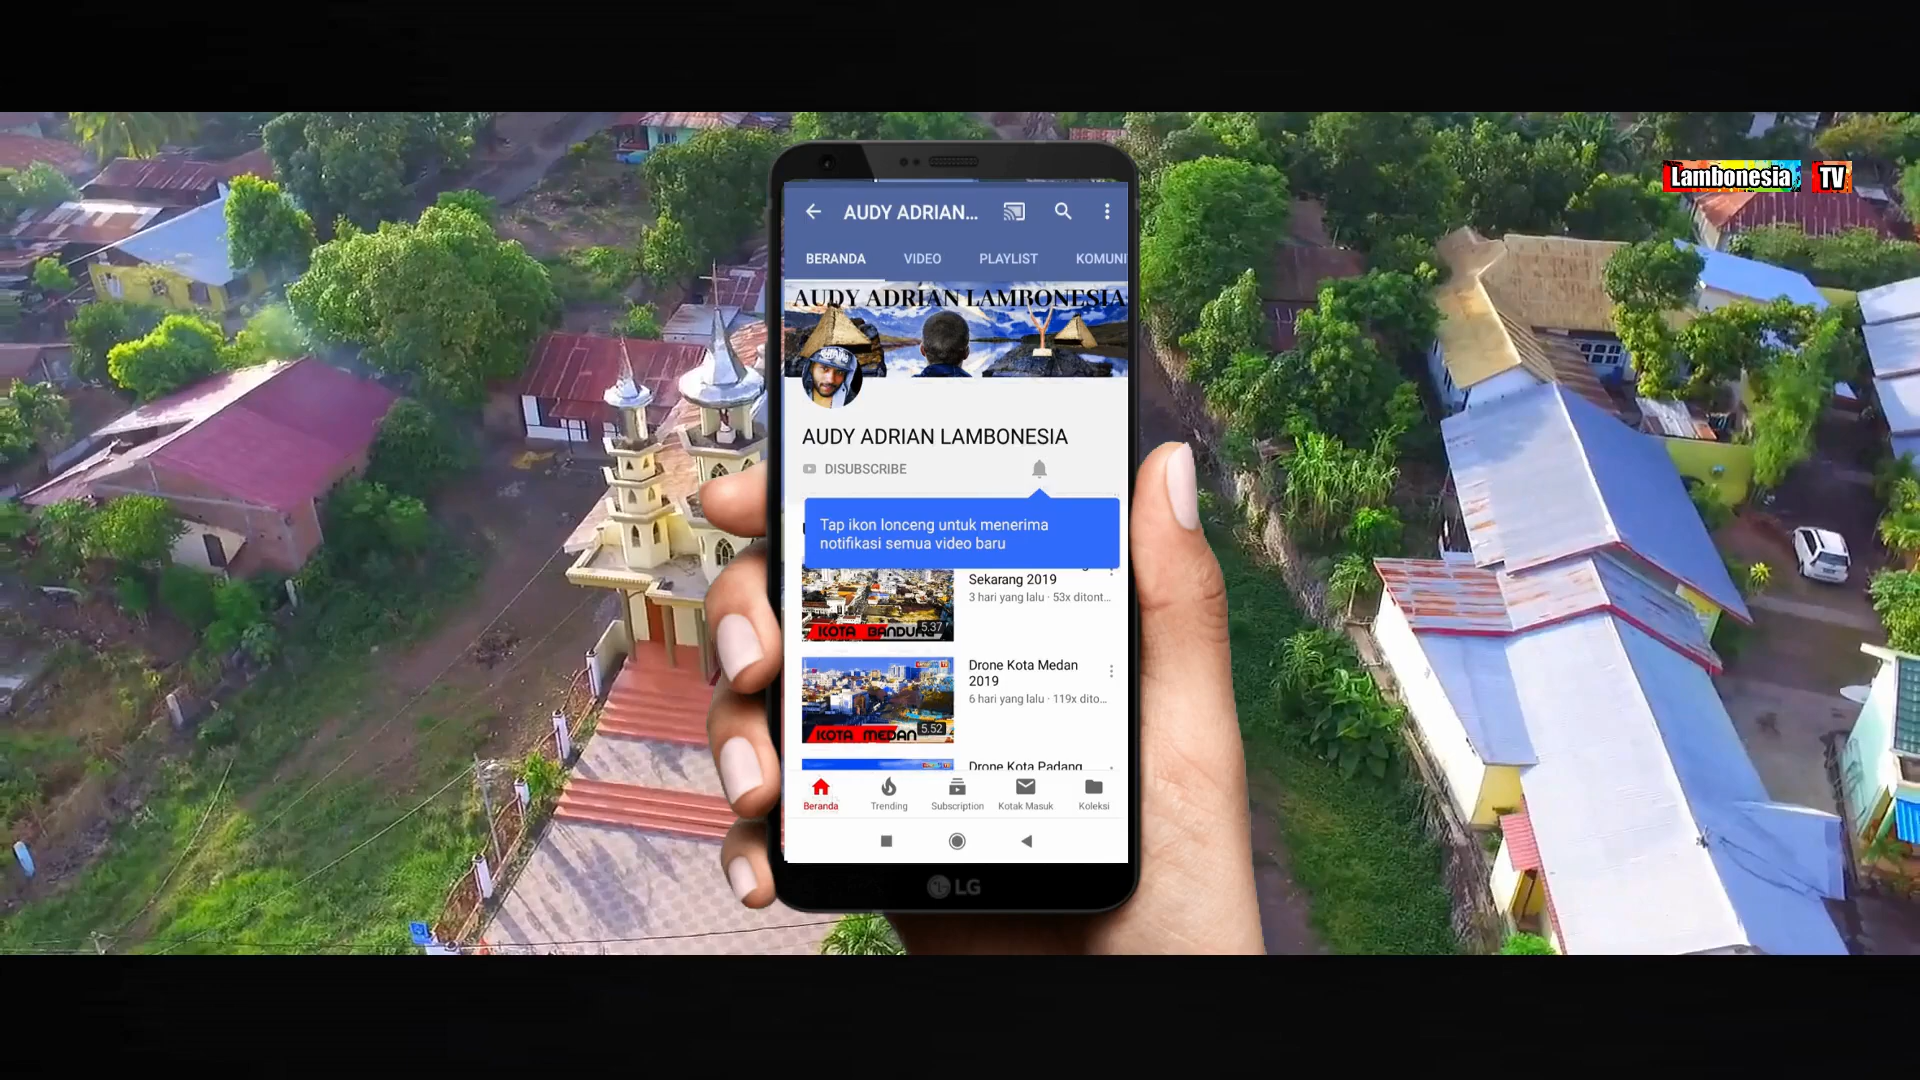 Lambonesia TV
AUDY ADRIAN...
BERANDA VIDEO PLAYLIST KOMUNI
AUDY ADRIAN LAMBONESIA
AUDY ADRIAN LAMBONESIA
DISUBSCRIBE
Tap ikon lonceng untuk menerima
notifikasi semua video baru
Sekarang 2019
3 hari yang lalu · 53x ditont...
KOTA BANDUNG
5.37
Drone Kota Medan
2019
6 hari yang lalu · 119x dito...
KOTA MEDAN
5.52
Drone Kota Padang
Beranda Trending Subscription Kotak Masuk Koleksi
LG